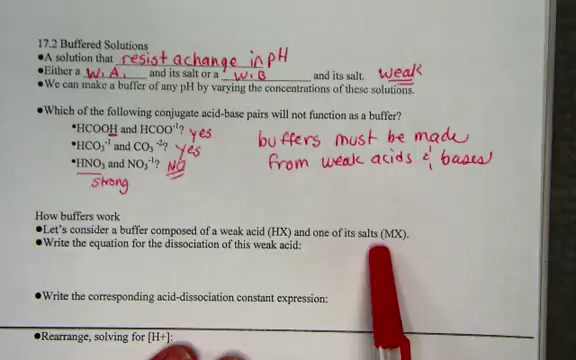 17.2 Buffered Solutions
●A solution that resist a change in pH
●Either a W.A. and its salt or a W.B and its salt. weak
●We can make a buffer of any pH by varying the concentrations of these solutions.
●Which of the following conjugate acid-base pairs will not function as a buffer?
•HCOOH and HCOO⁻¹? yes
•HCO₃⁻¹ and CO₃⁻²? yes
•HNO₃ and NO₃⁻¹? NO
strong
buffers must be made
from weak acids & bases
How buffers work
●Let's consider a buffer composed of a weak acid (HX) and one of its salts (MX).
●Write the equation for the dissociation of this weak acid:
●Write the corresponding acid-dissociation constant expression:
●Rearrange, solving for [H+]: